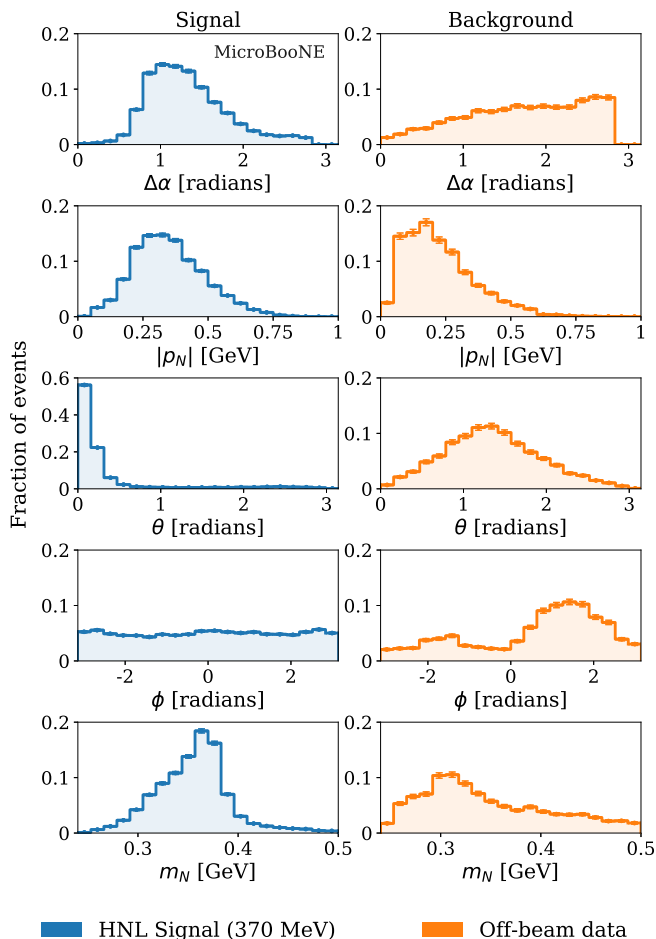 Signal Background
MicroBooNE
0.2 0.2
0.1 0.1
0 0
0 1 2 3 0 1 2 3
Δα [radians] Δα [radians]
0.2 0.2
0.1 0.1
0 0
0 0.25 0.5 0.75 1 0 0.25 0.5 0.75 1
|p_N| [GeV] |p_N| [GeV]
Fraction of events
0.6 0.2
0.4
0.1
0.2
0 0
0 1 2 3 0 1 2 3
θ [radians] θ [radians]
0.2 0.2
0.1 0.1
0 0
-2 0 2 -2 0 2
ϕ [radians] ϕ [radians]
0.2 0.2
0.1 0.1
0 0
0.3 0.4 0.5 0.3 0.4 0.5
m_N [GeV] m_N [GeV]
HNL Signal (370 MeV) Off-beam data